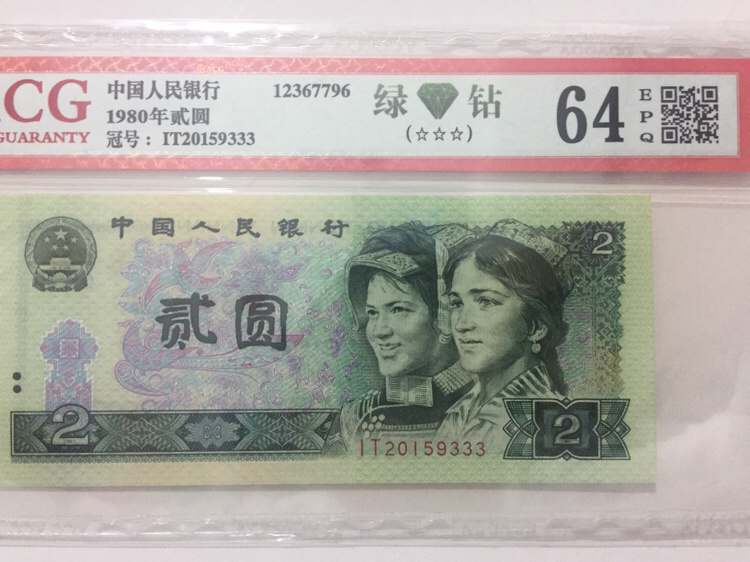 CG
GUARANTY
中国人民银行 12367796
1980年贰圆
冠号: IT20159333
绿 钻
(☆☆☆)
64
E
P
Q
中国人民银行
2
贰圆
2
IT20159333
2